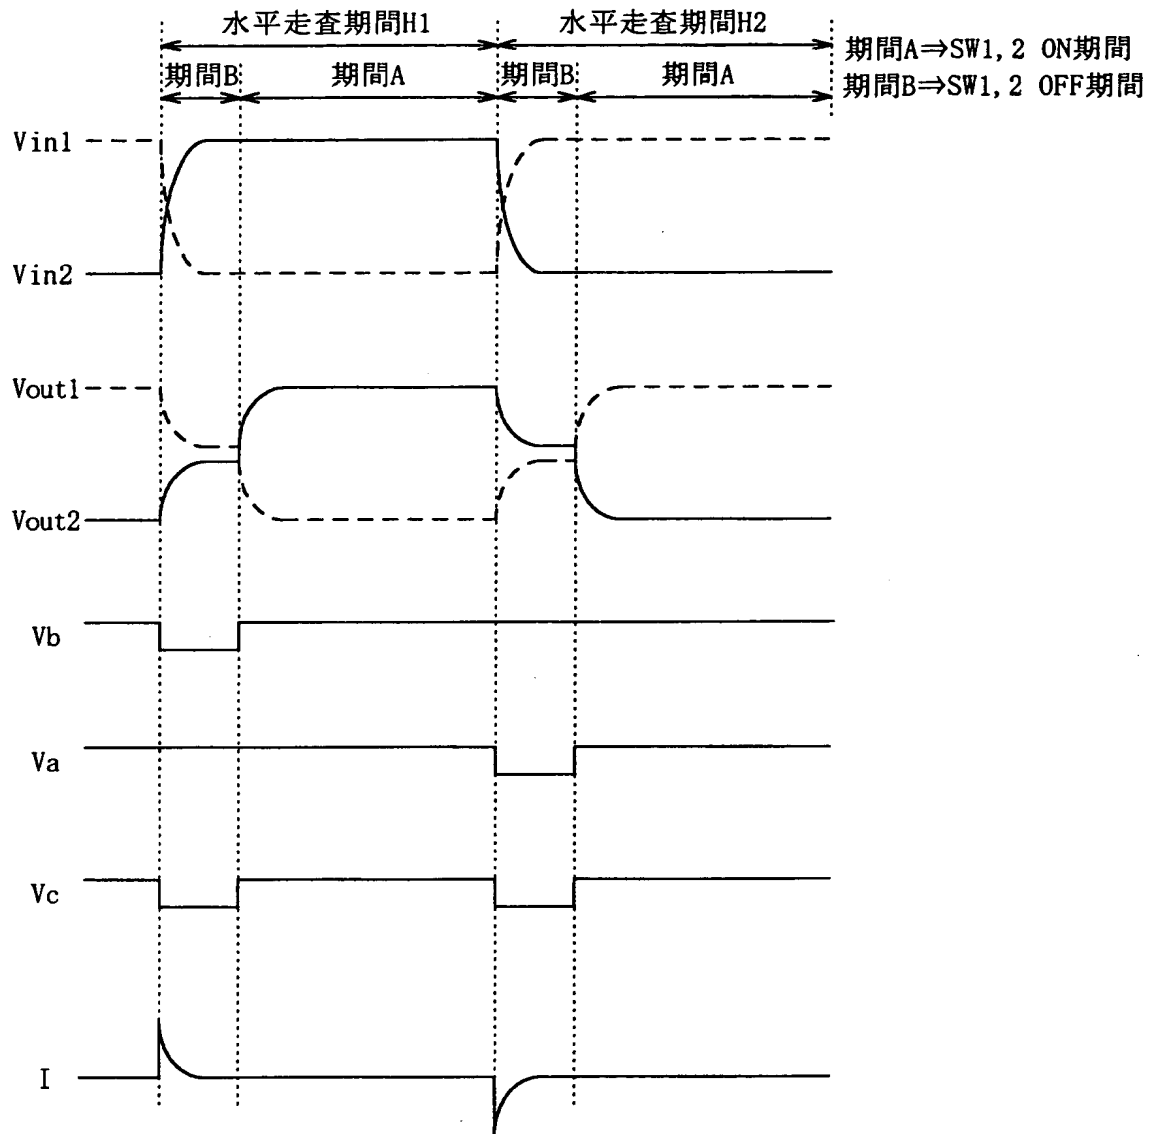 水平走査期間H1 水平走査期間H2
期間A⇒SW1,2 ON期間
期間B 期間A 期間B 期間A
期間B⇒SW1,2 OFF期間
Vin1
Vin2
Vout1
Vout2
Vb
Va
Vc
I